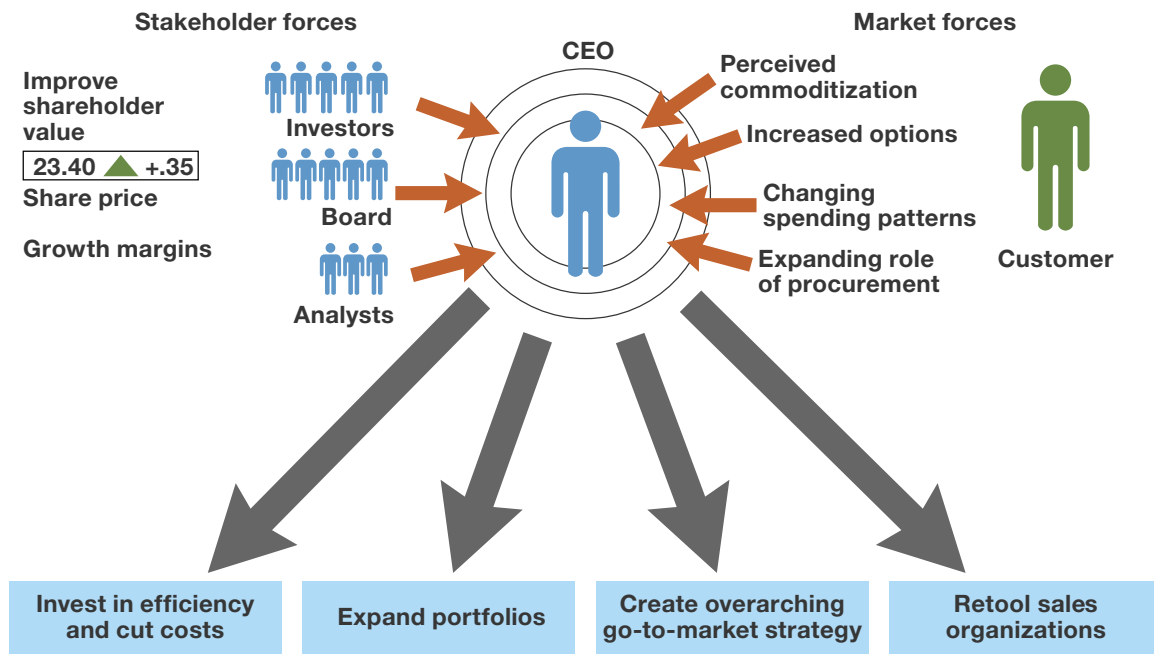 Stakeholder forces
Market forces
CEO
Improve
shareholder
value
23.40 +.35
Share price
Growth margins
Investors
Board
Analysts
Perceived
commoditization
Increased options
Changing
spending patterns
Expanding role
of procurement
Customer
Invest in efficiency
and cut costs
Expand portfolios
Create overarching
go-to-market strategy
Retool sales
organizations